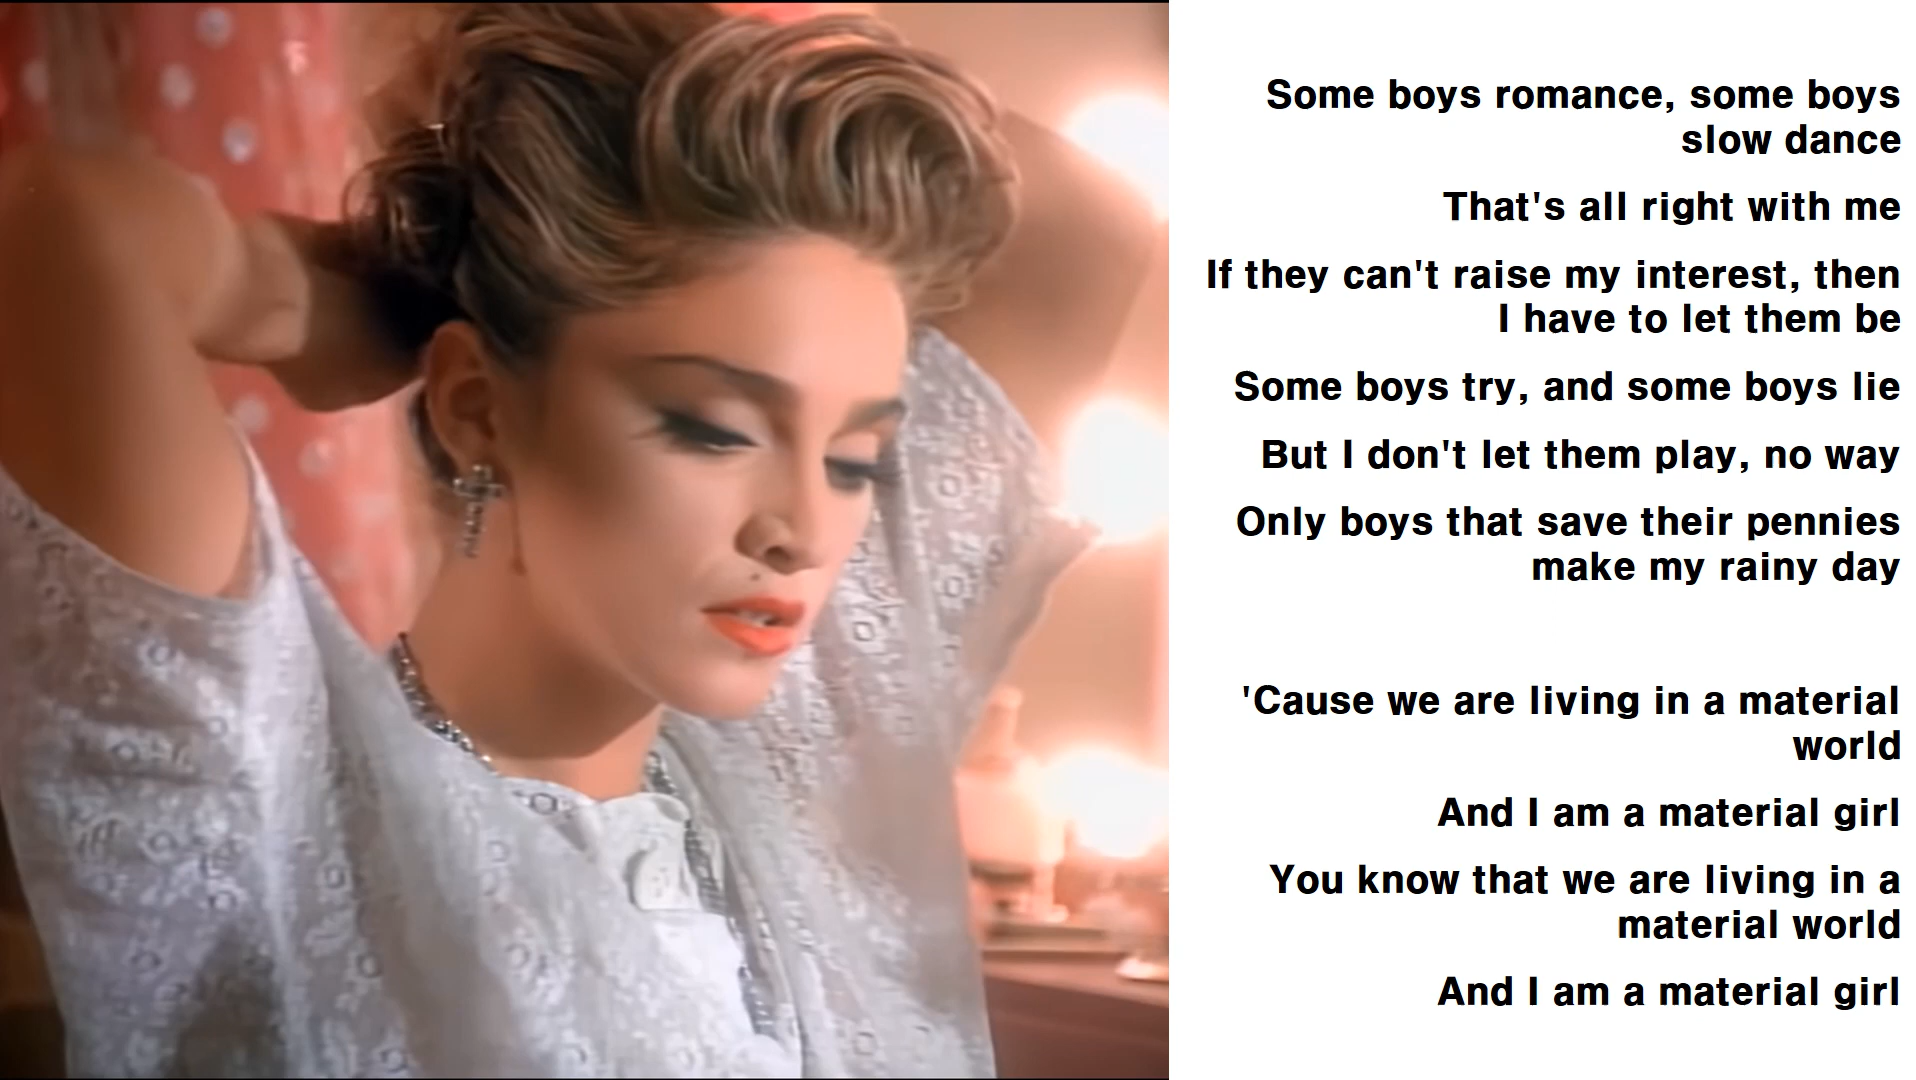 Some boys romance, some boys
slow dance
That's all right with me
If they can't raise my interest, then
I have to let them be
Some boys try, and some boys lie
But I don't let them play, no way
Only boys that save their pennies
make my rainy day
'Cause we are living in a material
world
And I am a material girl
You know that we are living in a
material world
And I am a material girl